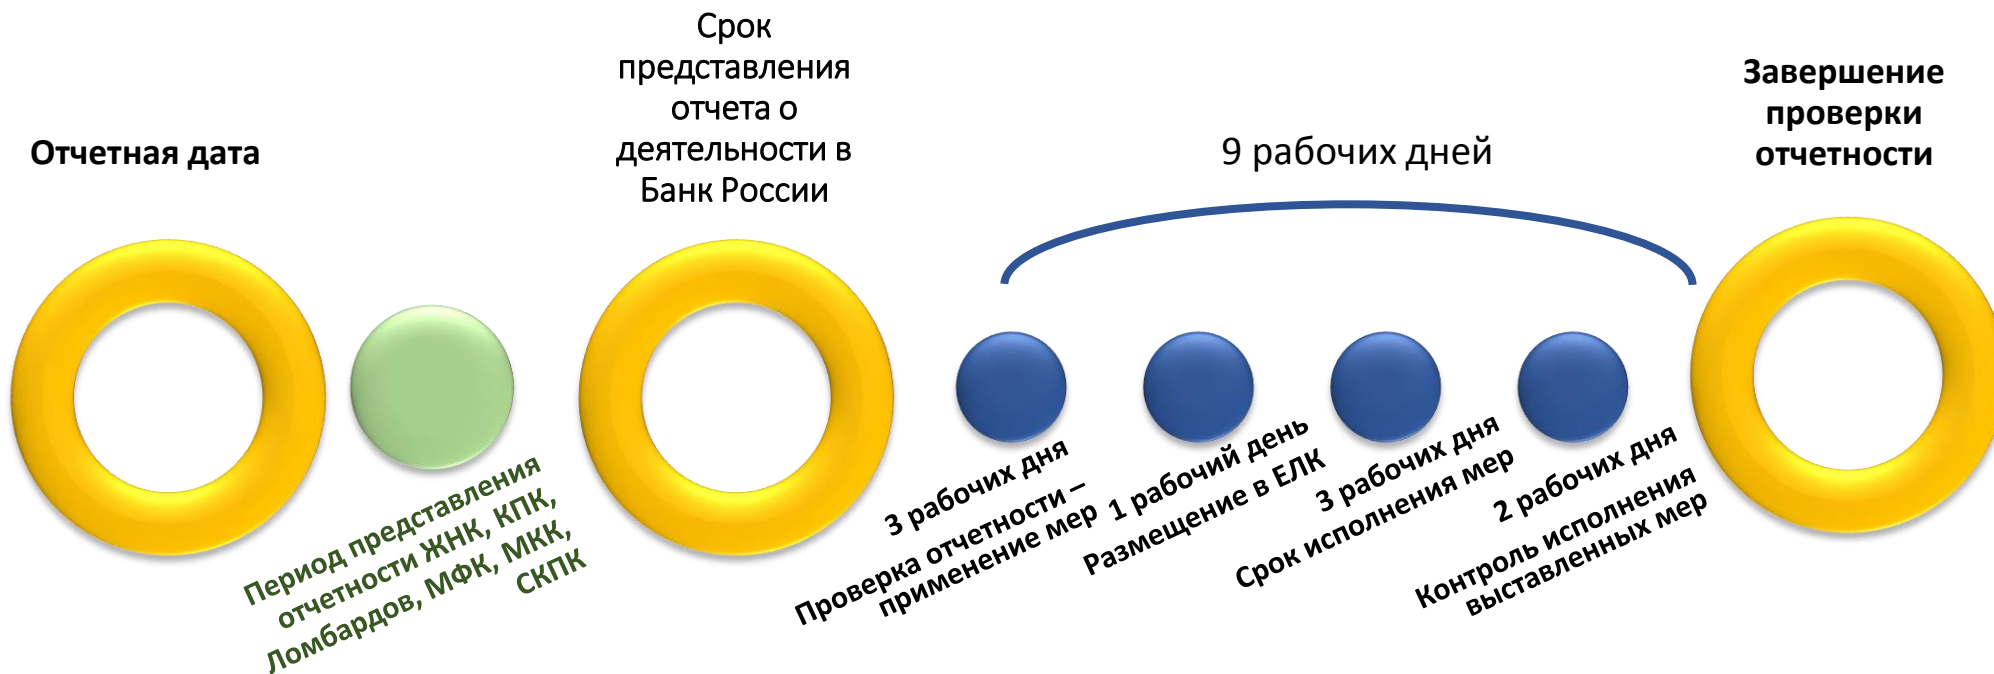 Отчетная дата
Период представления
отчетности ЖНК, КПК,
Ломбардов, МФК, МКК,
СКПК
Срок
представления
отчета о
деятельности в
Банк России
9 рабочих дней
3 рабочих дня
Проверка отчетности –
применение мер
1 рабочий день
Размещение в ЕЛК
3 рабочих дня
Срок исполнения мер
2 рабочих дня
Контроль исполнения
выставленных мер
Завершение
проверки
отчетности